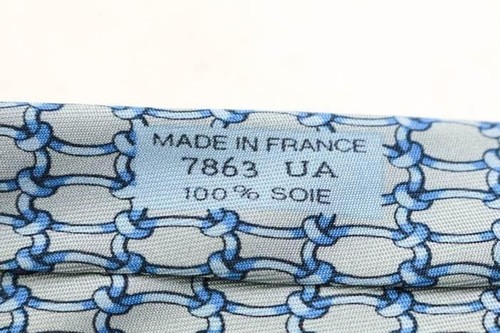 MADE IN FRANCE
7863 UA
100% SOIE